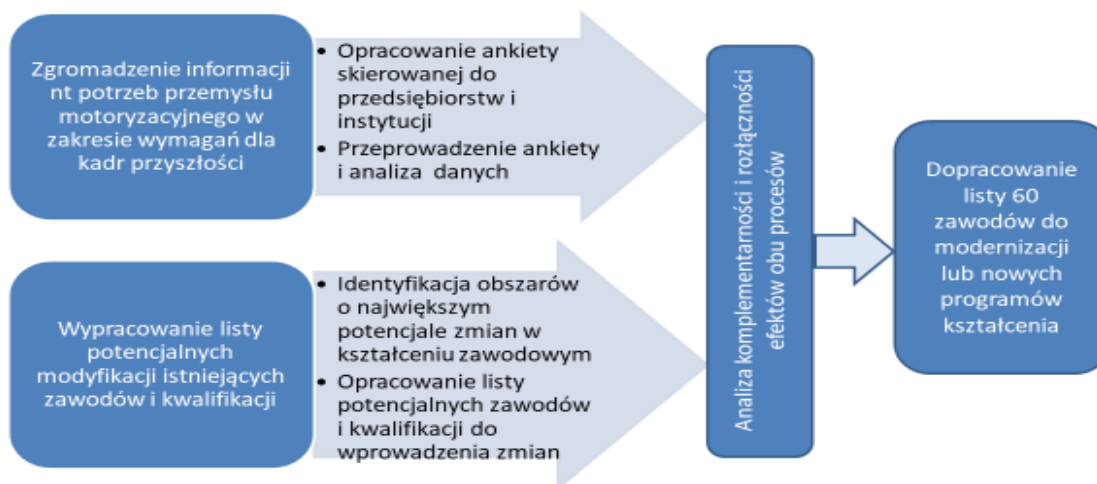 Zgromadzenie informacji
nt potrzeb przemysłu
motoryzacyjnego w
zakresie wymagań dla
kadr przyszłości
• Opracowanie ankiety
skierowanej do
przedsiębiorstw i
instytucji
• Przeprowadzenie ankiety
i analiza danych
Wypracowanie listy
potencjalnych
modyfikacji istniejących
zawodów i kwalifikacji
• Identyfikacja obszarów
o największym
potencjale zmian w
kształceniu zawodowym
• Opracowanie listy
potencjalnych zawodów
i kwalifikacji do
wprowadzenia zmian
Analiza komplementarności i rozłączności
efektów obu procesów
Dopracowanie
listy 60
zawodów do
modernizacji
lub nowych
programów
kształcenia